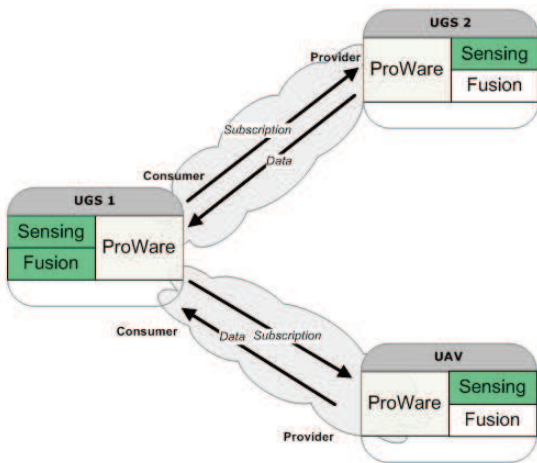 UGS 2
Provider
ProWare
Sensing
Fusion
Subscription
Data
Consumer
UGS 1
Sensing
Fusion
ProWare
Consumer
Data
Subscription
UAV
ProWare
Sensing
Fusion
Provider